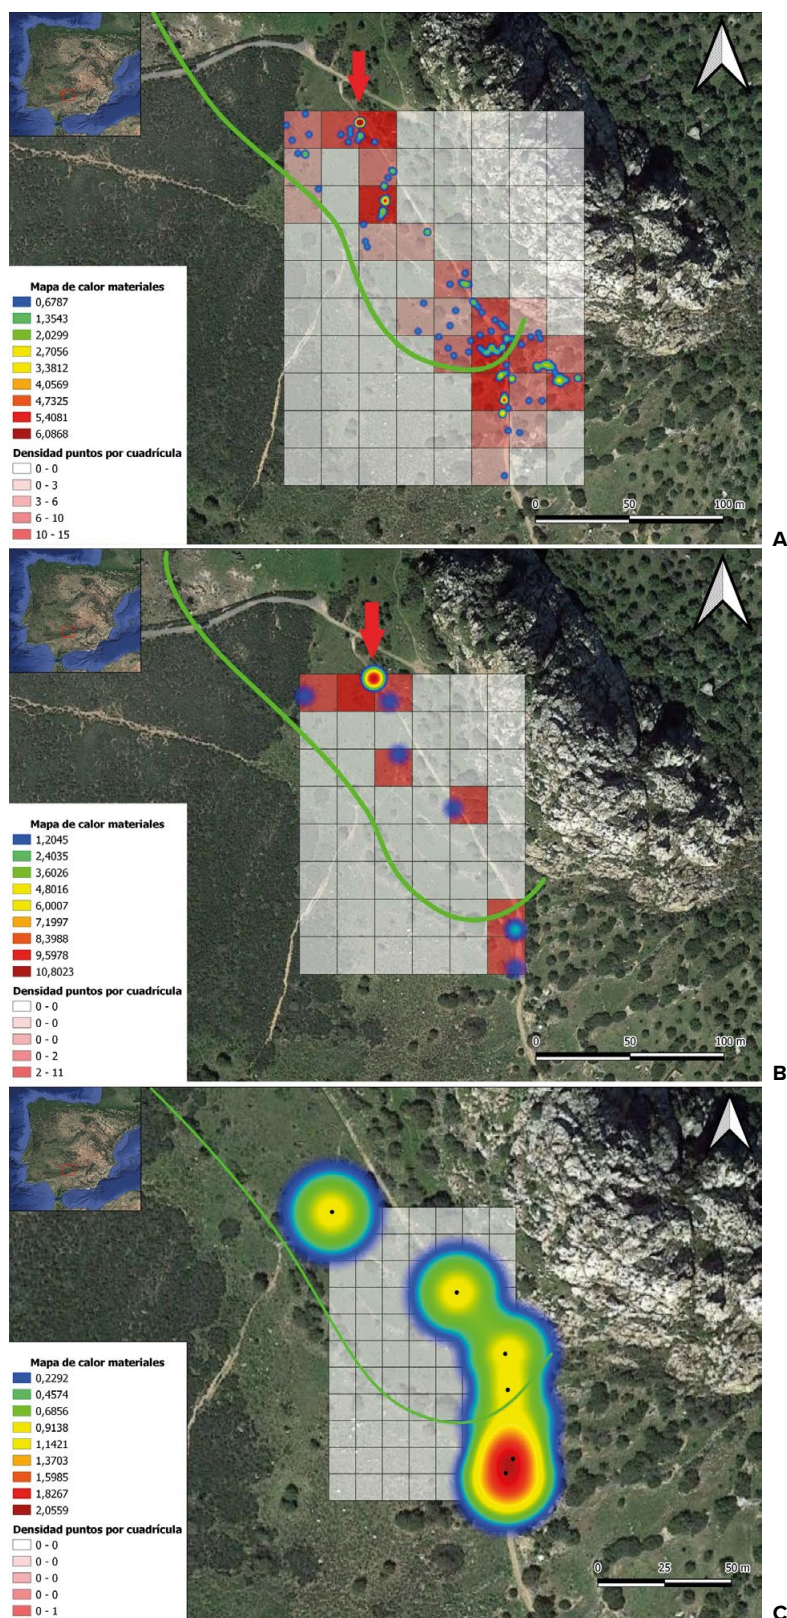 Mapa de calor materiales
0,6787
1,3543
2,0299
2,7056
3,3812
4,0569
4,7325
5,4081
6,0868
Densidad puntos por cuadrícula
0 - 0
0 - 3
3 - 6
6 - 10
10 - 15
0 50 100 m
A
Mapa de calor materiales
1,2045
2,4035
3,6026
4,8016
6,0007
7,1997
8,3988
9,5978
10,8023
Densidad puntos por cuadrícula
0 - 0
0 - 0
0 - 0
0 - 2
2 - 11
0 50 100 m
B
Mapa de calor materiales
0,2292
0,4574
0,6856
0,9138
1,1421
1,3703
1,5985
1,8267
2,0559
Densidad puntos por cuadrícula
0 - 0
0 - 0
0 - 0
0 - 0
0 - 1
0 25 50 m
C